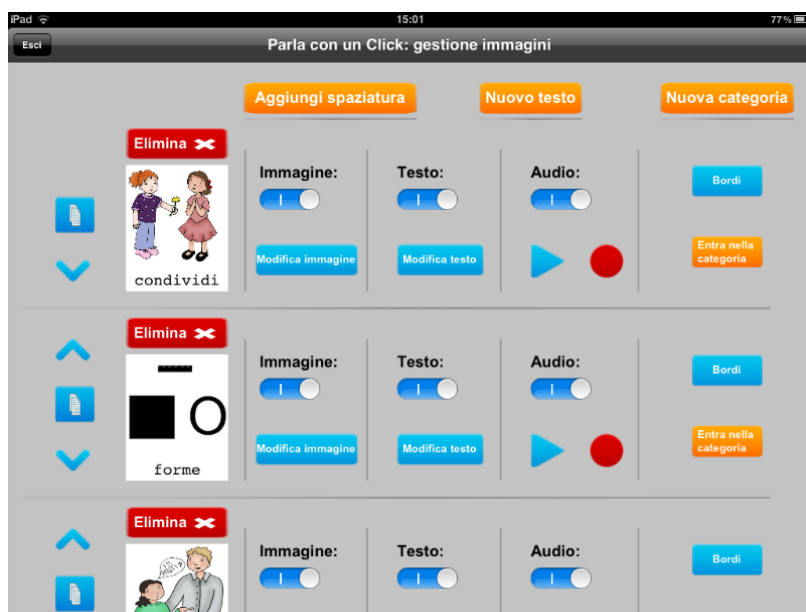 iPad 15:01 77%
Esci Parla con un Click: gestione immagini
Aggiungi spaziatura Nuovo testo Nuova categoria
Elimina
Immagine: Testo: Audio:
Bordi
Modifica immagine Modifica testo
Entra nella
categoria
condividi
Elimina
Immagine: Testo: Audio:
Bordi
Modifica immagine Modifica testo
Entra nella
categoria
forme
Elimina
Immagine: Testo: Audio:
Bordi